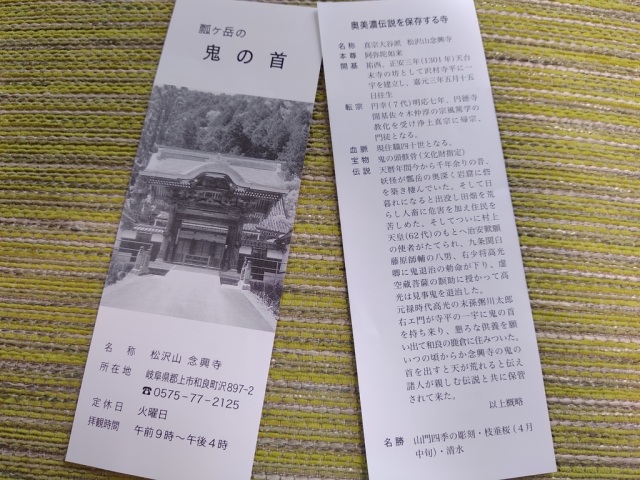 瓢ヶ岳の
鬼の首
名称 松沢山 念興寺
所在地 岐阜県郡上市和良町沢897-2
☎0575-77-2125
定休日 火曜日
拝観時間 午前9時～午後4時
奥美濃伝説を保存する寺
名称 真宗大谷派 松沢山念興寺
本尊 阿弥陀如来
開基 祐西、正安三年(1301年)天台
末寺の坊として沢村寺平に一
宇を建立し、嘉元三年五月十五
日往生
転宗 円幸(7代)明応七年、円勝寺
開基佐々木仲淳の宗風篤学の
教化を受け浄土真宗に帰宗、
門徒となる。
血脈 現住職四十世となる。
宝物 鬼の頭骸骨(文化財指定)
伝説 天暦年間今から千年余りの昔、
妖怪が瓢岳の奥深く岩窟に砦
を築き棲んでいた。そして日
暮れになると出没し田畑を荒
らし人畜に危害を加え住民を
苦しめた。そしてついに村上
天皇(62代)のもとへ治安歎願
の使者がたてられ、九条関白
藤原師輔の八男、右少将高光
卿に鬼退治の勅命が下り、虚
空蔵菩薩の験助に授かって高
光は見事鬼を退治した。
元禄時代高光の末孫粥川太郎
右エ門が寺平の一宇に鬼の首
を持ち来り、懇ろな供養を願
い出て和良の鹿倉に住みついた。
いつの頃からか念興寺の鬼の
首を出すと天が荒れると伝え
諸人が親しむ伝説と共に保管
されて来た。
以上概略
名勝 山門四季の彫刻・枝垂桜(4月
中旬)・清水